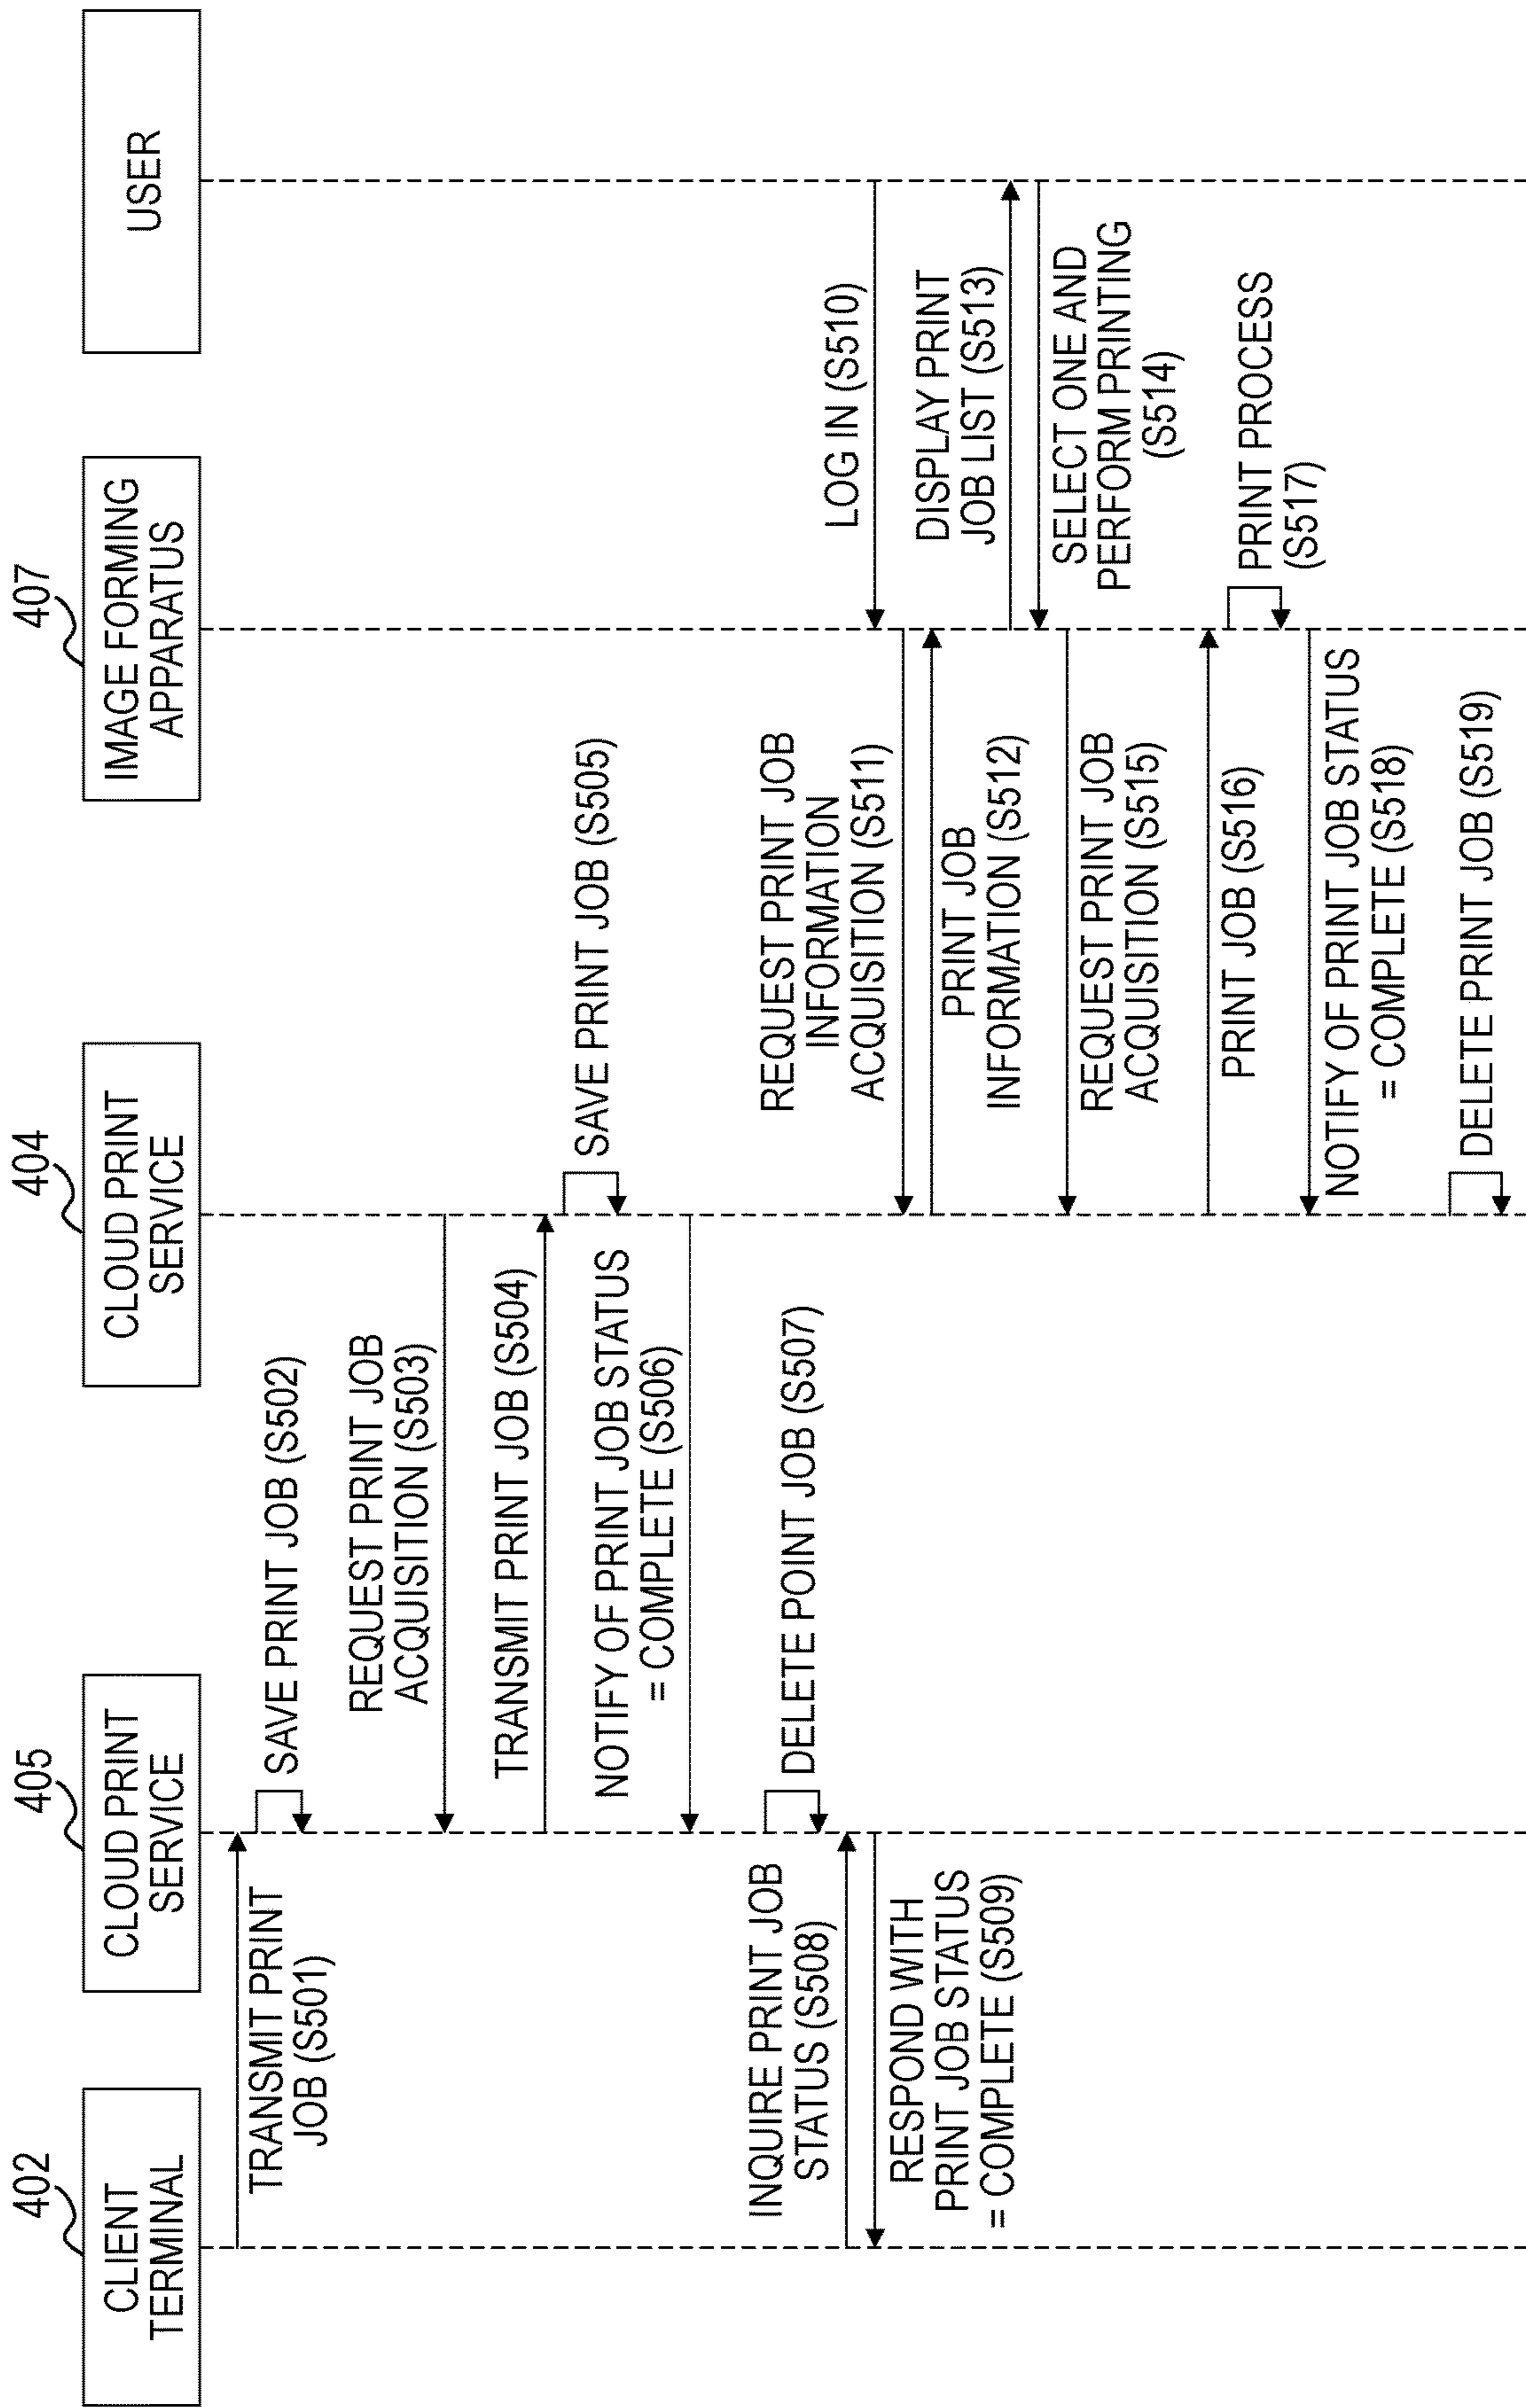 402
CLIENT
TERMINAL
405
CLOUD PRINT
SERVICE
404
CLOUD PRINT
SERVICE
407
IMAGE FORMING
APPARATUS
USER
TRANSMIT PRINT
JOB (S501)
SAVE PRINT JOB (S502)
REQUEST PRINT JOB
ACQUISITION (S503)
TRANSMIT PRINT JOB (S504)
SAVE PRINT JOB (S505)
NOTIFY OF PRINT JOB STATUS
= COMPLETE (S506)
DELETE POINT JOB (S507)
INQUIRE PRINT JOB
STATUS (S508)
RESPOND WITH
PRINT JOB STATUS
= COMPLETE (S509)
LOG IN (S510)
REQUEST PRINT JOB
INFORMATION
ACQUISITION (S511)
PRINT JOB
INFORMATION (S512)
DISPLAY PRINT
JOB LIST (S513)
SELECT ONE AND
PERFORM PRINTING
(S514)
REQUEST PRINT JOB
ACQUISITION (S515)
PRINT JOB (S516)
PRINT PROCESS
(S517)
NOTIFY OF PRINT JOB STATUS
= COMPLETE (S518)
DELETE PRINT JOB (S519)